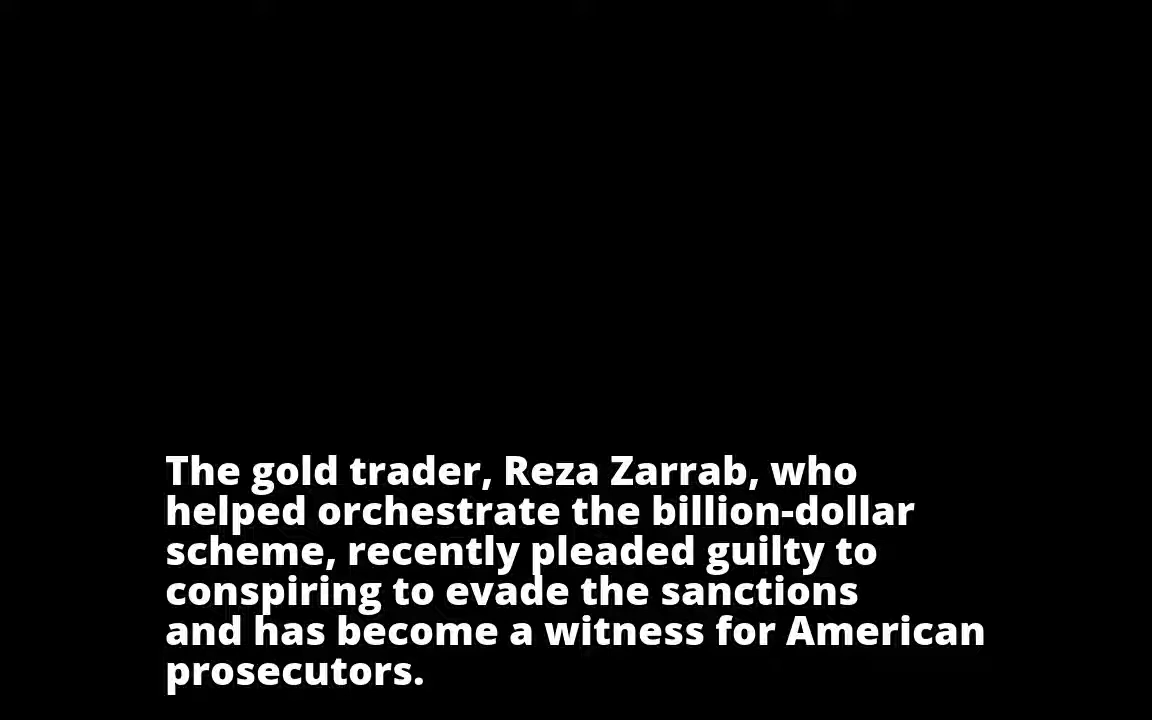 The gold trader, Reza Zarrab, who
helped orchestrate the billion-dollar
scheme, recently pleaded guilty to
conspiring to evade the sanctions
and has become a witness for American
prosecutors.